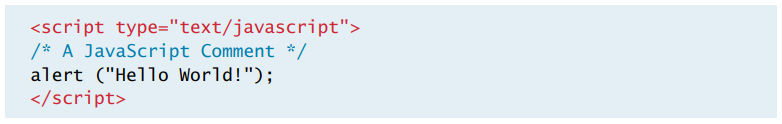 <script type="text/javascript">
/* A JavaScript Comment */
alert ("Hello World!");
</script>